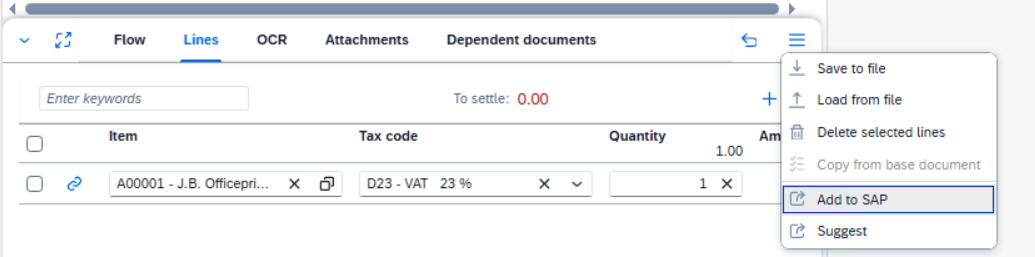 Flow Lines OCR Attachments Dependent documents
Save to file
Enter keywords To settle: 0.00
Load from file
Item Tax code Quantity Am
Delete selected lines
1.00
Copy from base document
A00001 - J.B. Officepri... D23 - VAT 23 % 1
Add to SAP
Suggest